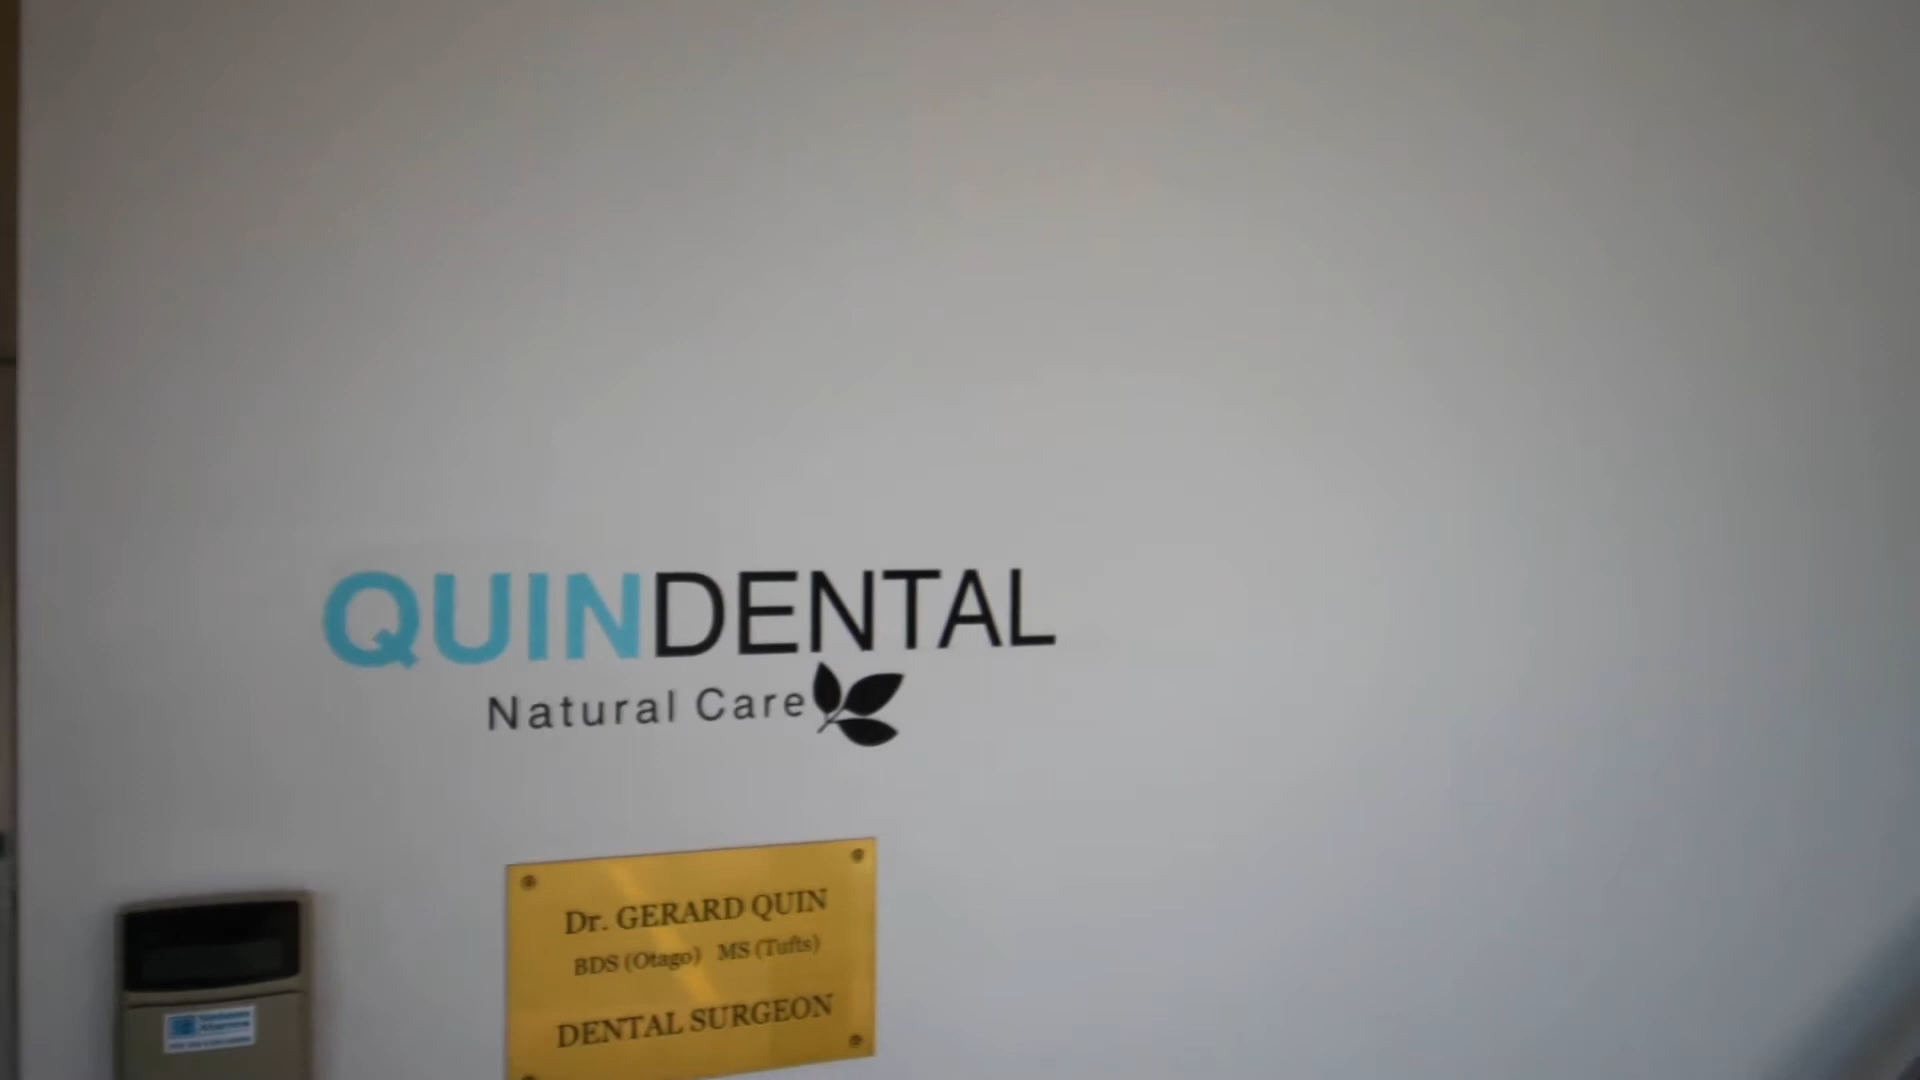 QUINDENTAL
Natural Care
Dr. GERARD QUIN
BDS (Otago) MS (Tufts)
DENTAL SURGEON